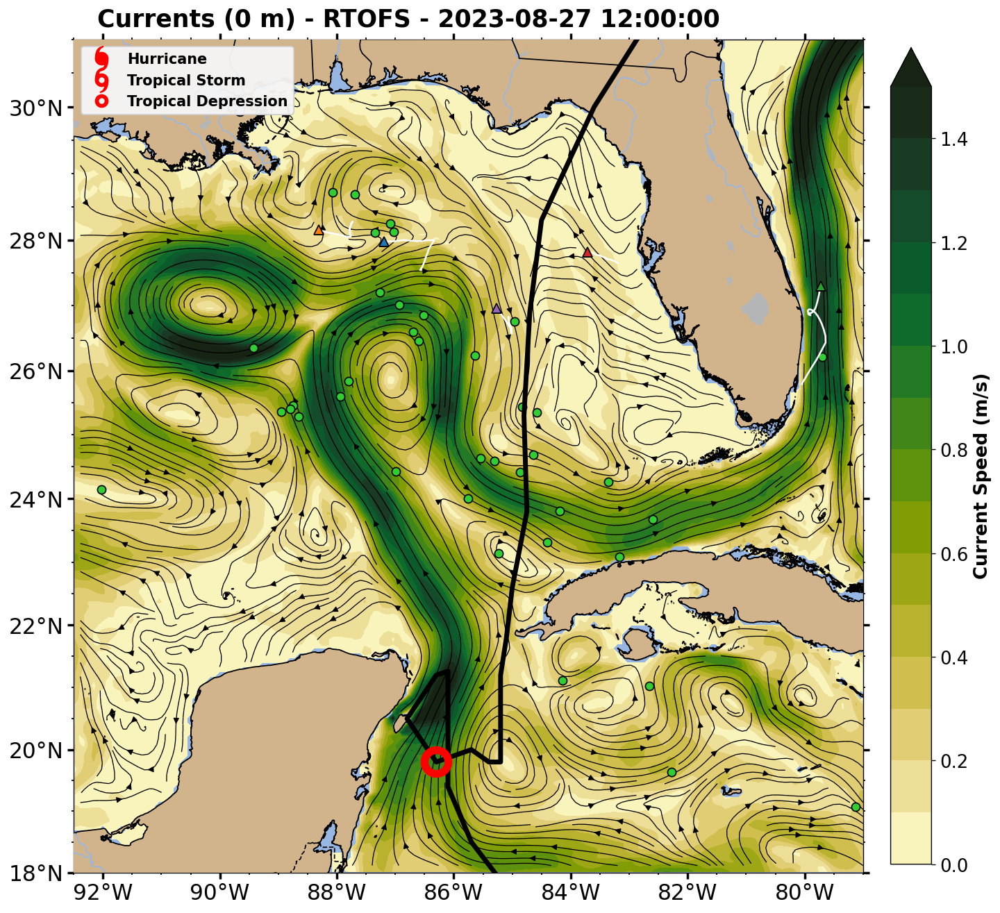 Currents (0 m) - RTOFS - 2023-08-27 12:00:00
Hurricane
Tropical Storm
Tropical Depression
30°N
28°N
26°N
24°N
22°N
20°N
18°N
92°W
90°W
88°W
86°W
84°W
82°W
80°W
1.4
1.2
1.0
0.8
0.6
0.4
0.2
0.0
Current Speed (m/s)